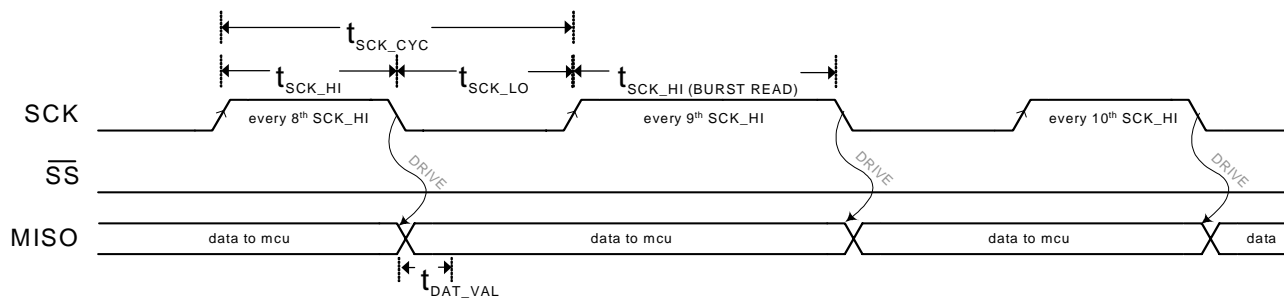 tSCK_CYC
tSCK_HI tSCK_LO tSCK_HI (BURST READ)
SCK every 8th SCK_HI every 9th SCK_HI every 10th SCK_HI
SS DRIVE DRIVE DRIVE
MISO data to mcu data to mcu data to mcu data
tDAT_VAL